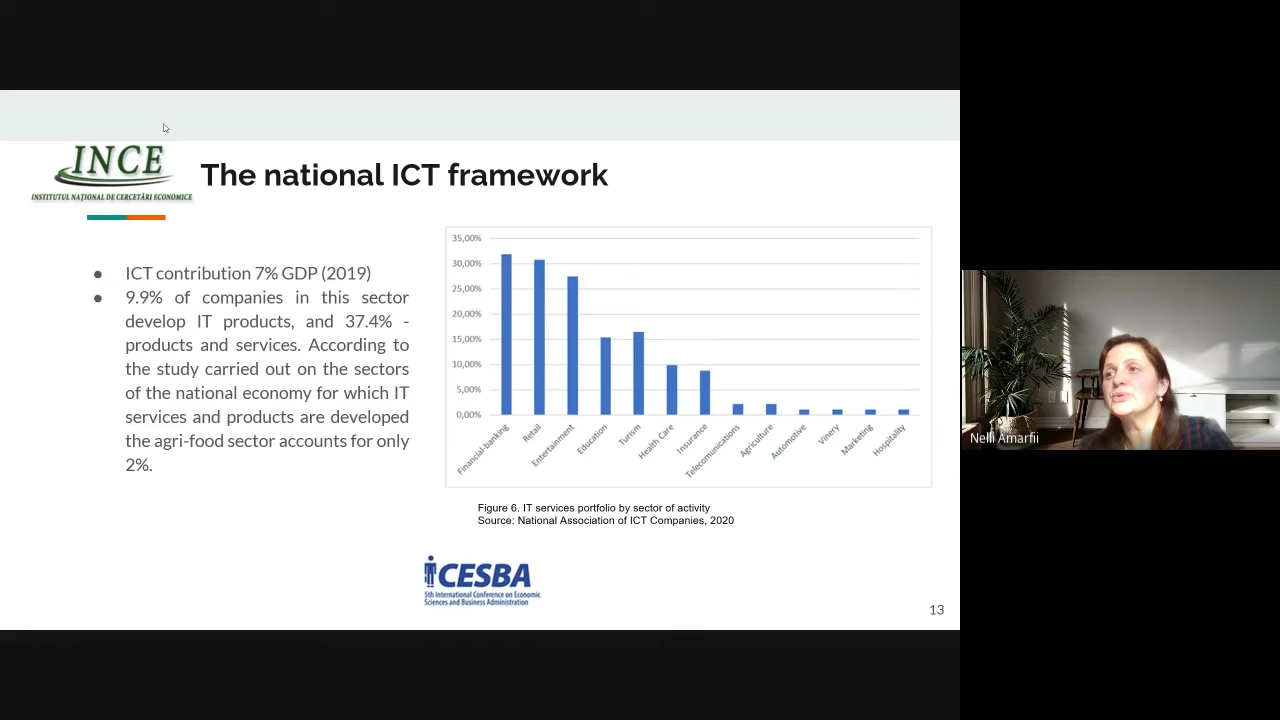 INCE
INSTITUTUL NAȚIONAL DE CERCETĂRI ECONOMICE
The national ICT framework
● ICT contribution 7% GDP (2019)
● 9.9% of companies in this sector
develop IT products, and 37.4% -
products and services. According to
the study carried out on the sectors
of the national economy for which IT
services and products are developed
the agri-food sector accounts for only
2%.
35,00%
30,00%
25,00%
20,00%
15,00%
10,00%
5,00%
0,00%
Financial-banking
Retail
Entertainment
Education
Turism
Health Care
Insurance
Telecomunications
Agriculture
Automotive
Vinery
Marketing
Hospitality
Figure 6. IT services portfolio by sector of activity
Source: National Association of ICT Companies, 2020
iCESBA
5th International Conference on Economic
Sciences and Business Administration
13
Nelli Amarfii